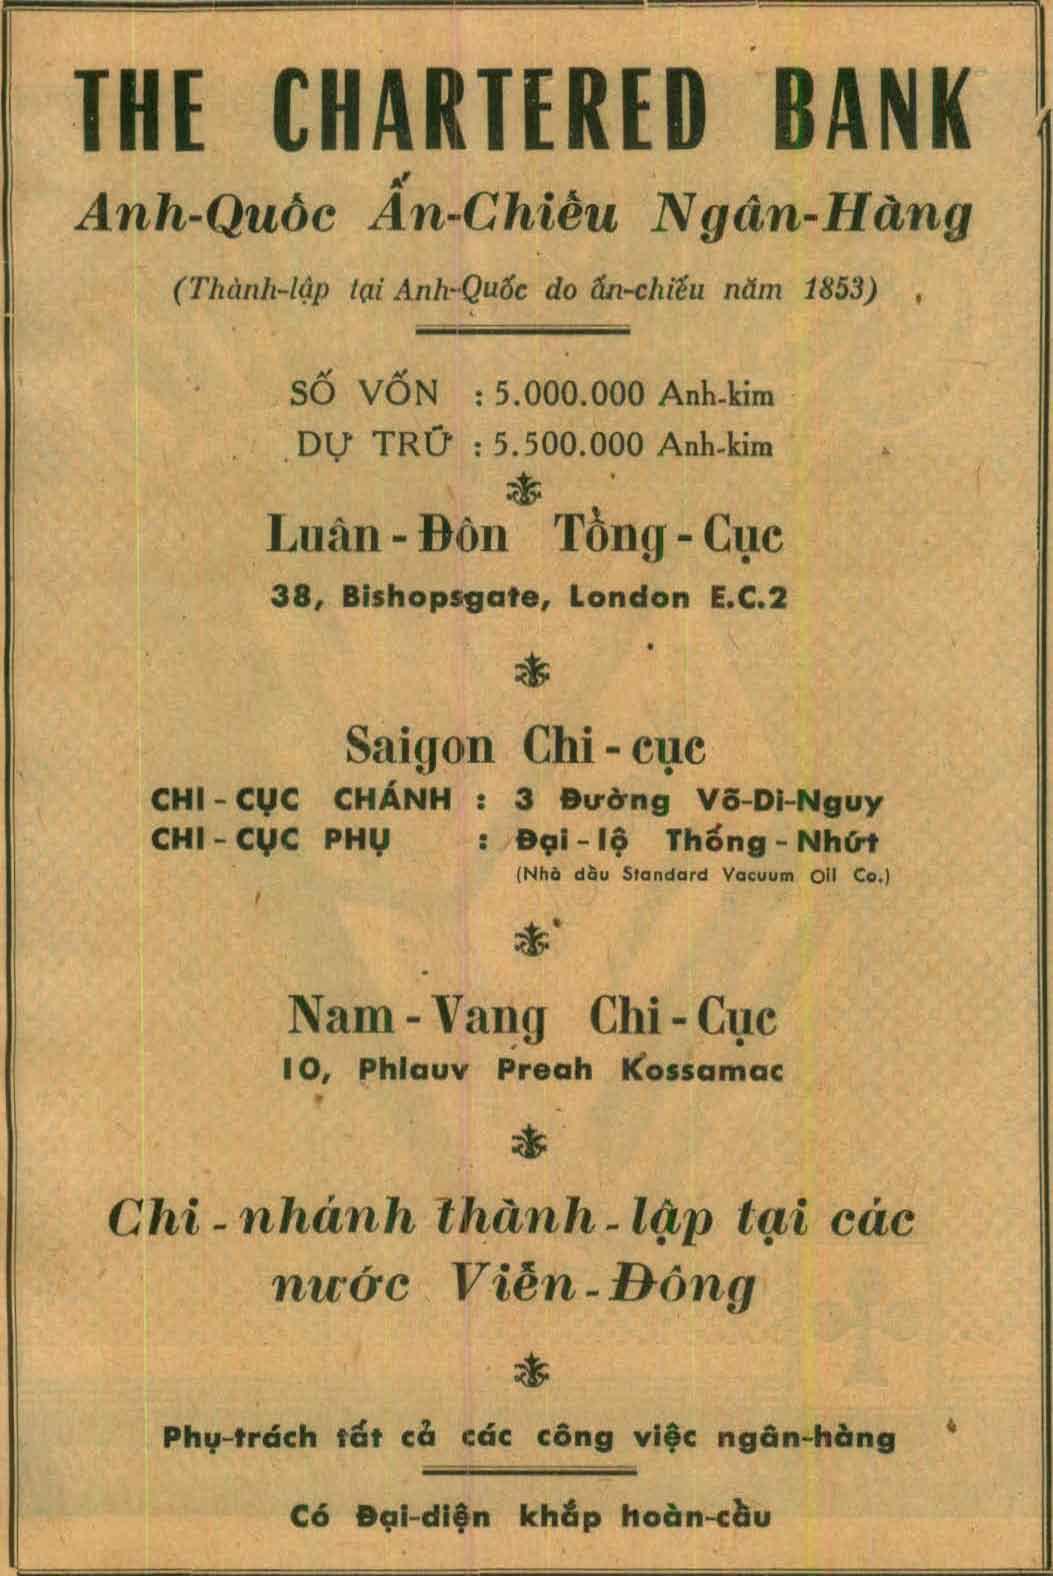 THE CHARTERED BANK
Anh-Quốc Ấn-Chiếu Ngân-Hàng
(Thành-lập tại Anh-Quốc do ấn-chiếu năm 1853)
SỐ VỐN : 5.000.000 Anh-kim
DỰ TRỮ : 5.500.000 Anh-kim
Luân - Đôn Tổng - Cục
38, Bishopsgate, London E.C.2
Saigon Chi - cục
CHI - CỤC CHÁNH : 3 Đường Võ-Di-Nguy
CHI - CỤC PHỤ : Đại - lộ Thống - Nhứt
(Nhà dầu Standard Vacuum Oil Co.)
Nam - Vang Chi - Cục
10, Phlauv Preah Kossamac
Chi - nhánh thành - lập tại các
nước Viễn - Đông
Phụ-trách tất cả các công việc ngân-hàng
Có Đại-diện khắp hoàn-cầu